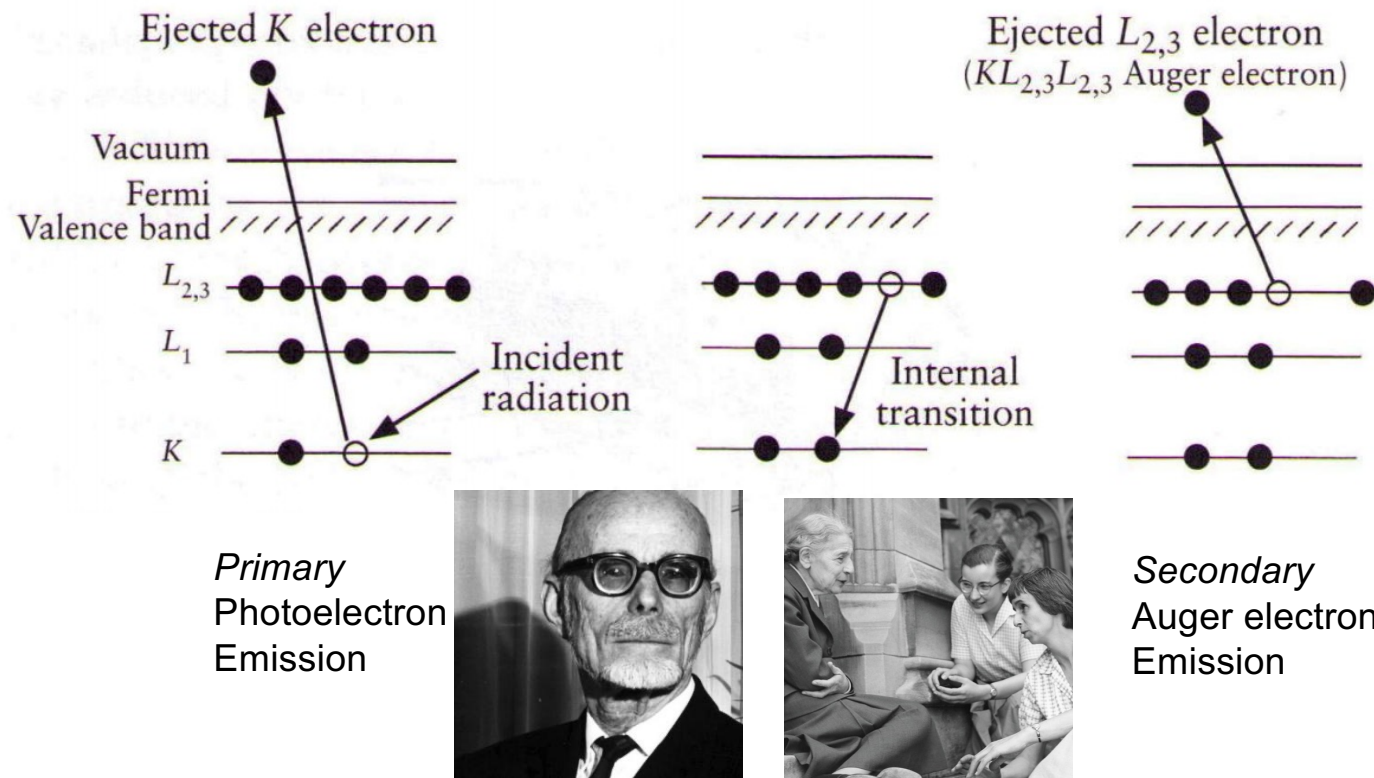 Ejected K electron
Vacuum
Fermi
Valence band
L2,3
L1
K
Incident
radiation
Internal
transition
Ejected L2,3 electron
(KL2,3L2,3 Auger electron)
Primary
Photoelectron
Emission
Secondary
Auger electron
Emission